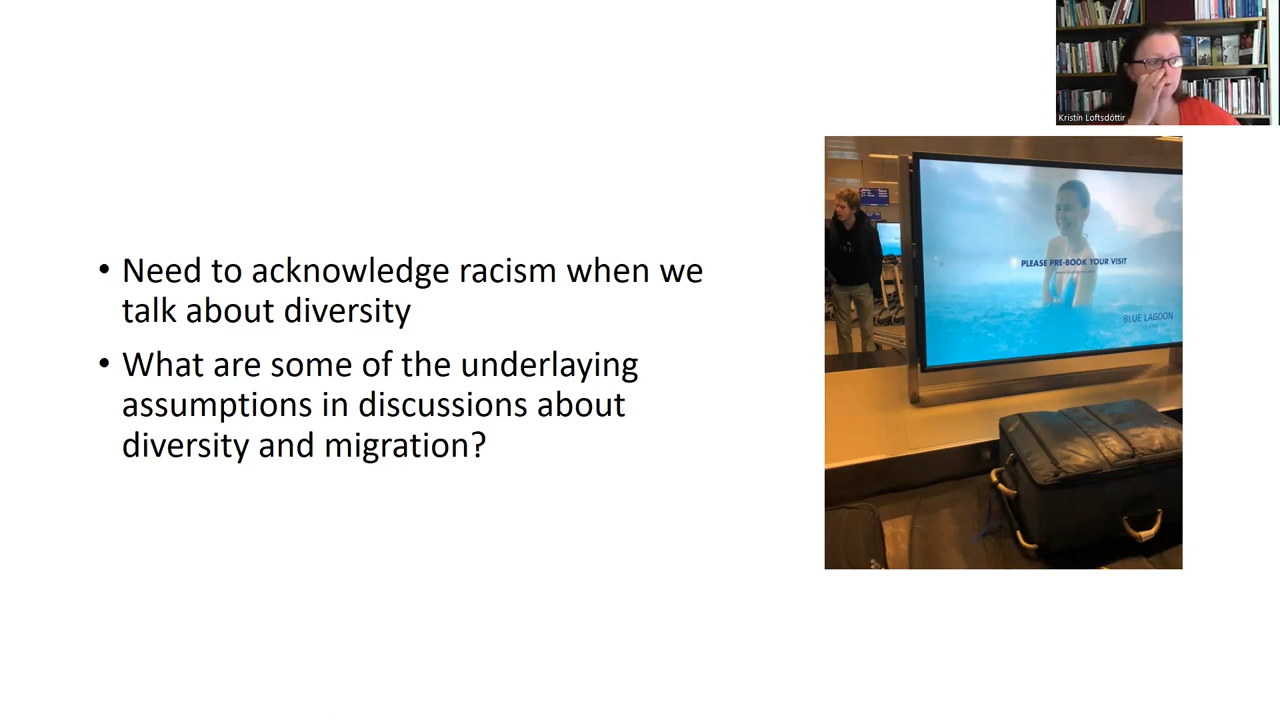 Kristín Loftsdóttir
• Need to acknowledge racism when we
talk about diversity
• What are some of the underlaying
assumptions in discussions about
diversity and migration?
PLEASE PRE-BOOK YOUR VISIT
BLUE LAGOON